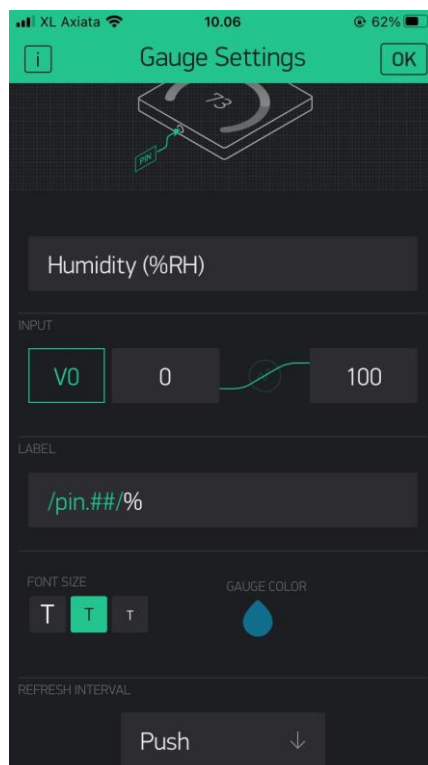 XL Axiata 10.06 62%
i Gauge Settings OK
73
PIN
Humidity (%RH)
INPUT
V0 0 100
LABEL
/pin.##/%
FONT SIZE GAUGE COLOR
T T T
REFRESH INTERVAL
Push